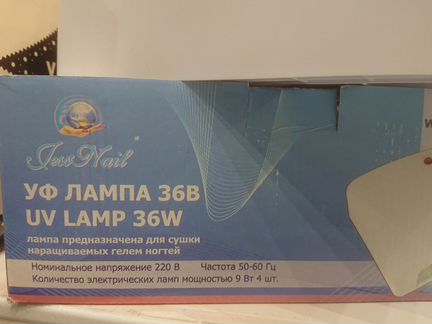 Jess Nail
УФ ЛАМПА 36В
UV LAMP 36W
лампа предназначена для сушки
наращиваемых гелем ногтей
Номинальное напряжение 220 В Частота 50-60 Гц
Количество электрических ламп мощностью 9 Вт 4 шт.